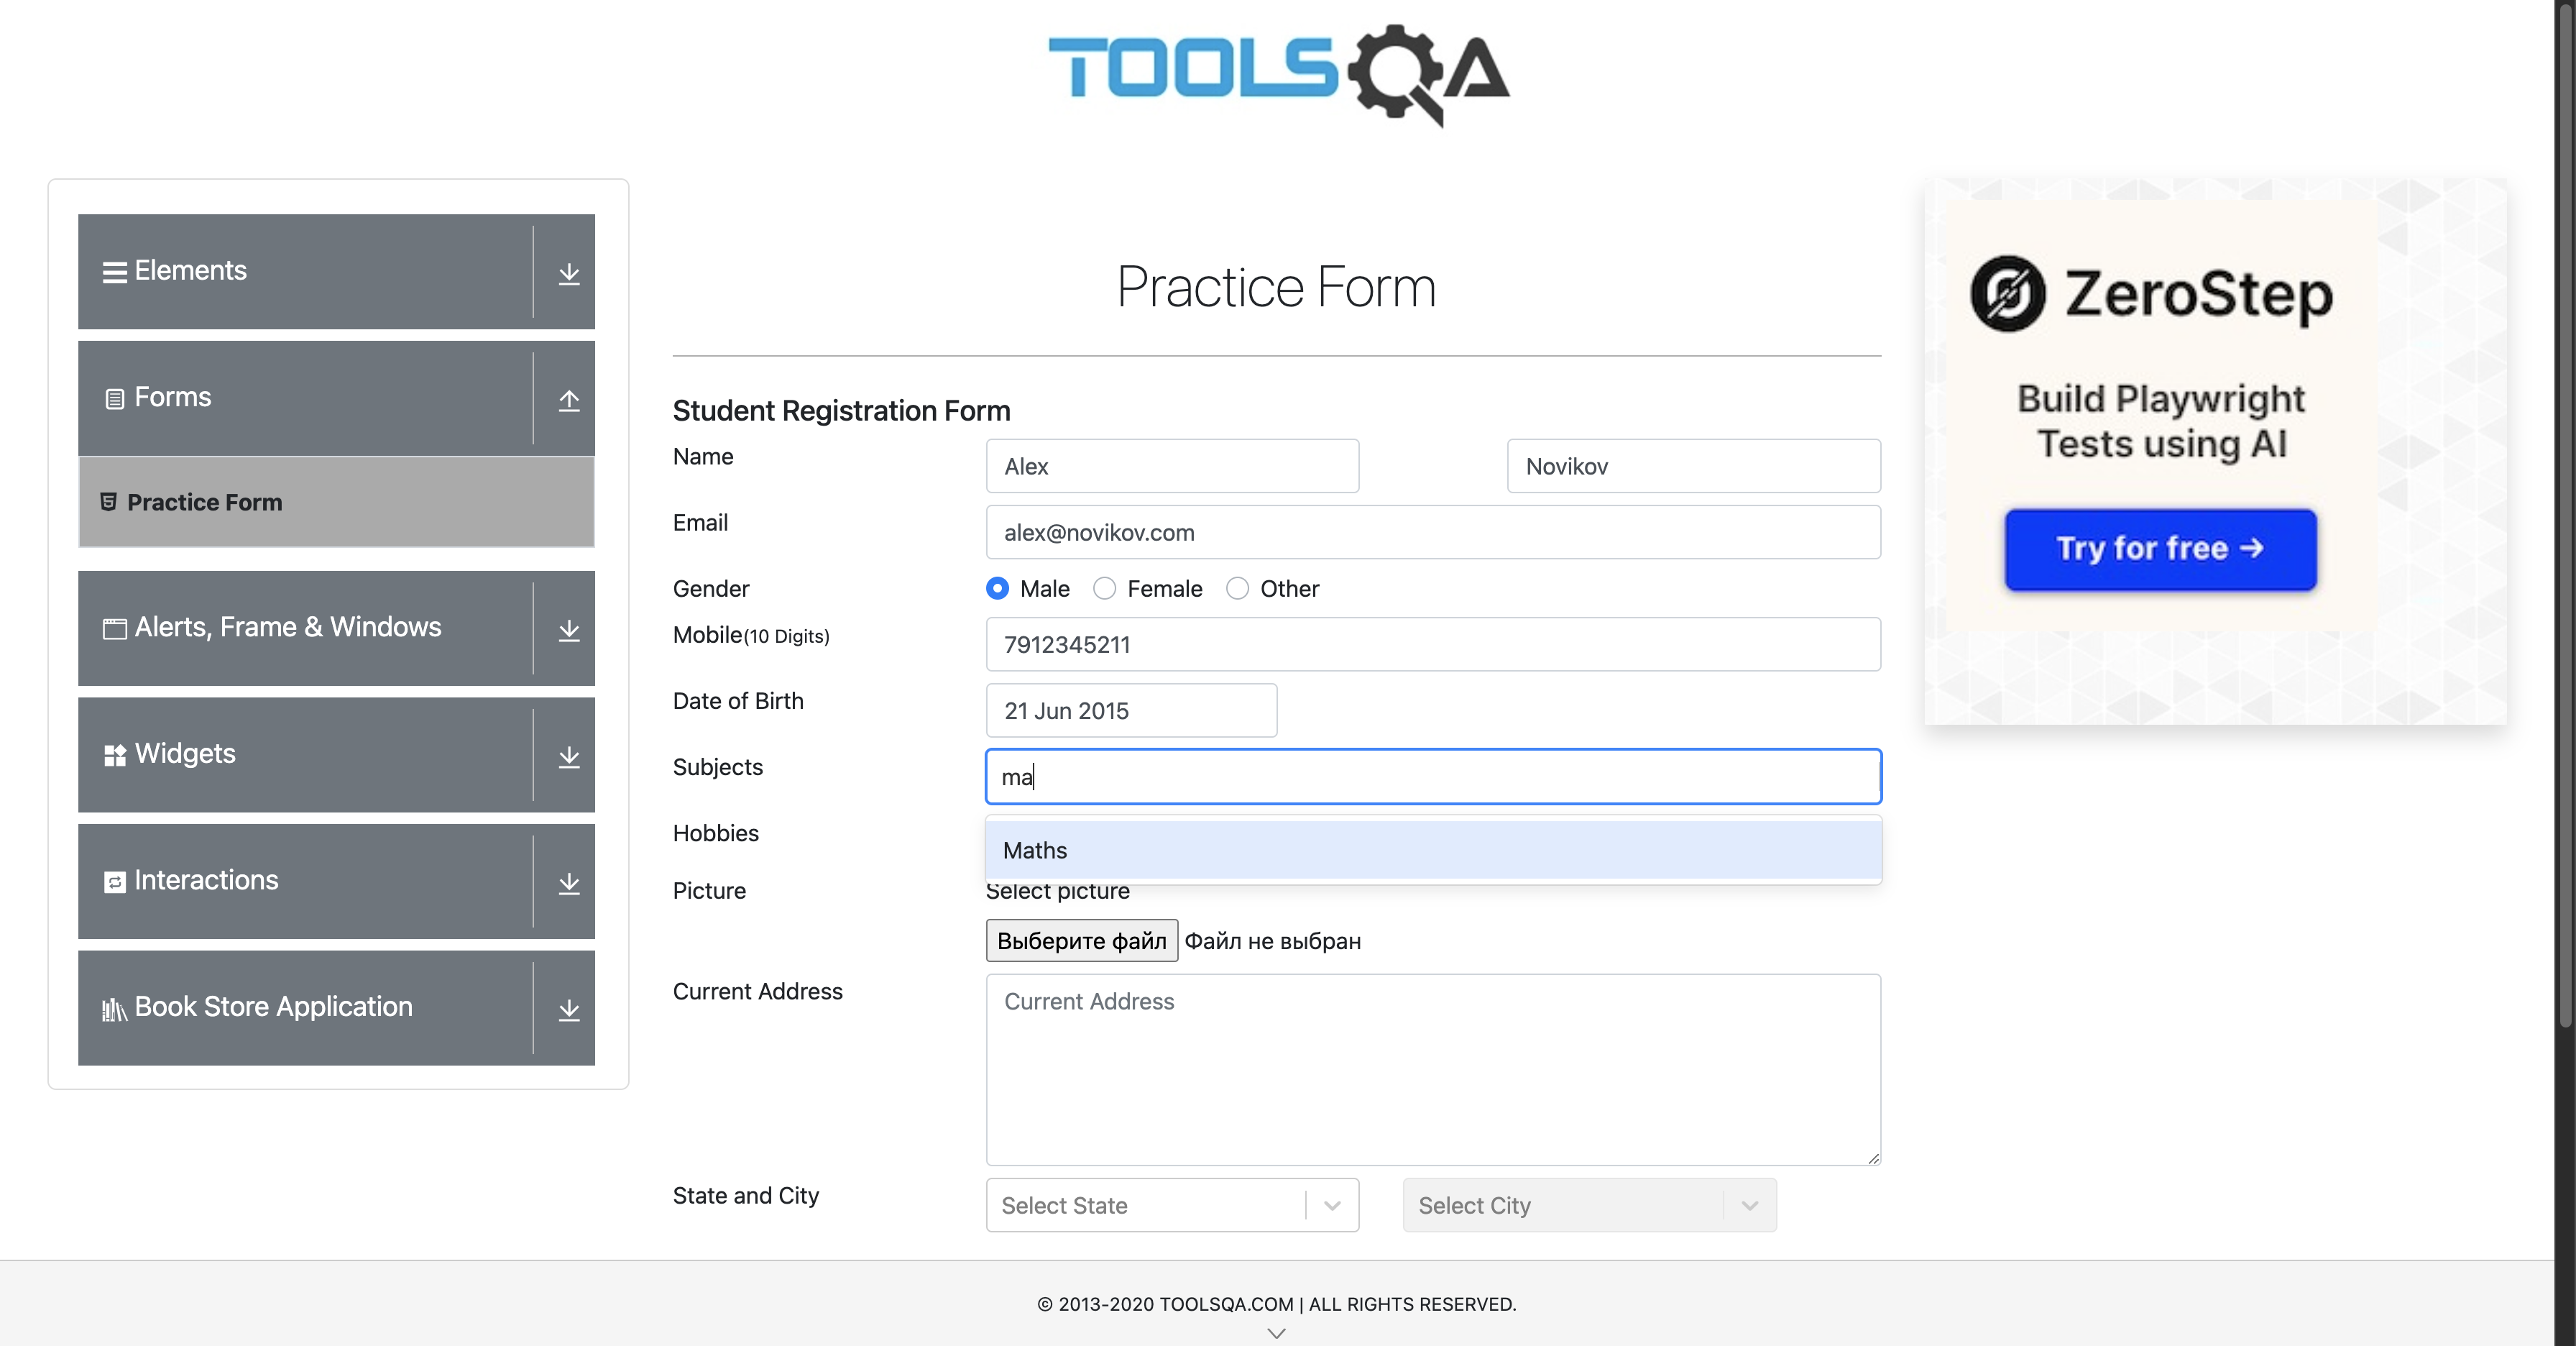 TOOLSQA
Elements
Forms
Practice Form
Alerts, Frame & Windows
Widgets
Interactions
Book Store Application
Practice Form
Student Registration Form
Name
Alex
Novikov
Email
alex@novikov.com
Gender
Male
Female
Other
Mobile(10 Digits)
7912345211
Date of Birth
21 Jun 2015
Subjects
ma
Maths
Hobbies
Picture
Select picture
Выберите файл Файл не выбран
Current Address
Current Address
State and City
Select State
Select City
ZeroStep
Build Playwright
Tests using AI
Try for free →
© 2013-2020 TOOLSQA.COM | ALL RIGHTS RESERVED.